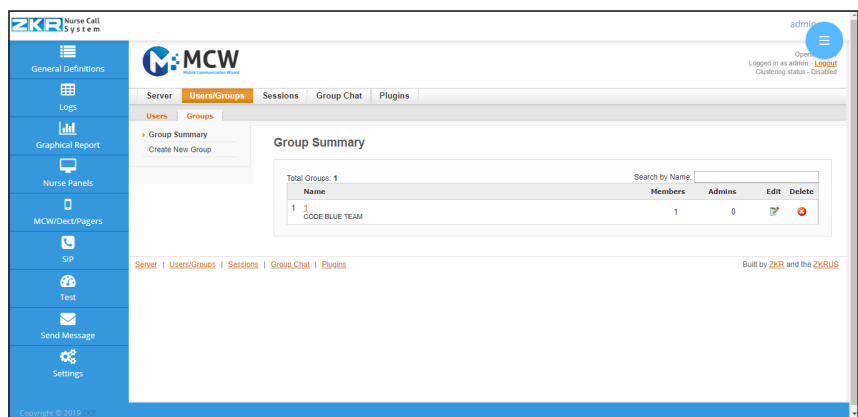 ZKR Nurse Call
System
admin
General Definitions
Logs
Graphical Report
Nurse Panels
MCW/Dect/Pagers
SIP
Test
Send Message
Settings
Copyright © 2019
MCW
Mobile Communication Wizard
Logged in as admin - Logout
Clustering status - Disabled
Server Users/Groups Sessions Group Chat Plugins
Users Groups
Group Summary
Create New Group
Group Summary
Total Groups: 1 Search by Name:
Name Members Admins Edit Delete
1 1 1 0
CODE BLUE TEAM
Server | Users/Groups | Sessions | Group Chat | Plugins
Built by ZKR and the ZKRUS